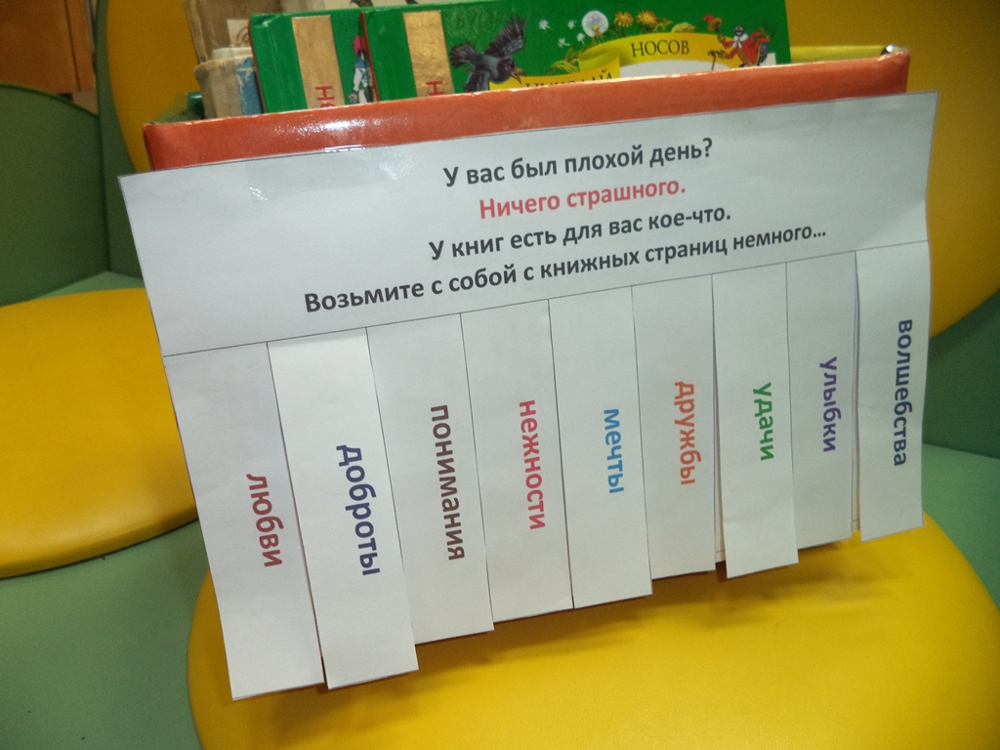 НОСОВ
У вас был плохой день?
Ничего страшного.
У книг есть для вас кое-что.
Возьмите с собой с книжных страниц немного...
любви
доброты
понимания
нежности
мечты
дружбы
удачи
улыбки
волшебства